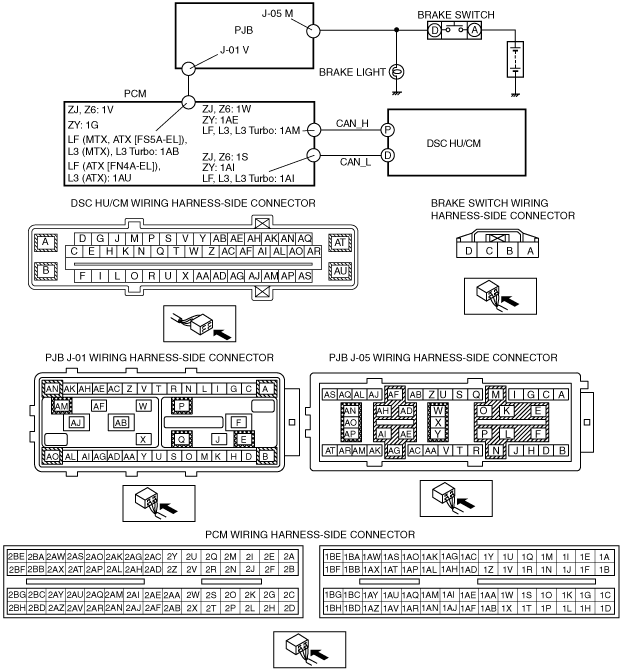 J-05 M
PJB
J-01 V
BRAKE SWITCH
D A
BRAKE LIGHT
PCM
ZJ, Z6: 1V
ZY: 1G
LF (MTX, ATX [FS5A-EL]),
L3 (MTX), L3 Turbo: 1AB
LF (ATX [FN4A-EL]),
L3 (ATX): 1AU
ZJ, Z6: 1W
ZY: 1AE
LF, L3, L3 Turbo: 1AM
ZJ, Z6: 1S
ZY: 1AI
LF, L3, L3 Turbo: 1AI
CAN_H
CAN_L
P
D
DSC HU/CM
DSC HU/CM WIRING HARNESS-SIDE CONNECTOR
A D G J M P S V Y AB AE AH AK AN AQ AT
C E H K N Q T W Z AC AF AI AL AO AR
B F I L O R U X AA AD AG AJ AM AP AS AU
BRAKE SWITCH WIRING
HARNESS-SIDE CONNECTOR
D C B A
PJB J-01 WIRING HARNESS-SIDE CONNECTOR
AN AK AH AE AC Z V T R N L I G C A
AM AF W P
AJ AB F
X Q J E
AO AL AI AG AD AA Y U S O M K H D B
PJB J-05 WIRING HARNESS-SIDE CONNECTOR
AS AQ AL AJ AF AB Z U S Q M I G C A
AN AH AD W O K E
AO X
AP AI AE Y P L F
AT AR AM AK AG AC AA V T R N J H D B
PCM WIRING HARNESS-SIDE CONNECTOR
2BE 2BA 2AW 2AS 2AO 2AK 2AG 2AC 2Y 2U 2Q 2M 2I 2E 2A
2BF 2BB 2AX 2AT 2AP 2AL 2AH 2AD 2Z 2V 2R 2N 2J 2F 2B
2BG 2BC 2AY 2AU 2AQ 2AM 2AI 2AE 2AA 2W 2S 2O 2K 2G 2C
2BH 2BD 2AZ 2AV 2AR 2AN 2AJ 2AF 2AB 2X 2T 2P 2L 2H 2D
1BE 1BA 1AW 1AS 1AO 1AK 1AG 1AC 1Y 1U 1Q 1M 1I 1E 1A
1BF 1BB 1AX 1AT 1AP 1AL 1AH 1AD 1Z 1V 1R 1N 1J 1F 1B
1BG 1BC 1AY 1AU 1AQ 1AM 1AI 1AE 1AA 1W 1S 1O 1K 1G 1C
1BH 1BD 1AZ 1AV 1AR 1AN 1AJ 1AF 1AB 1X 1T 1P 1L 1H 1D